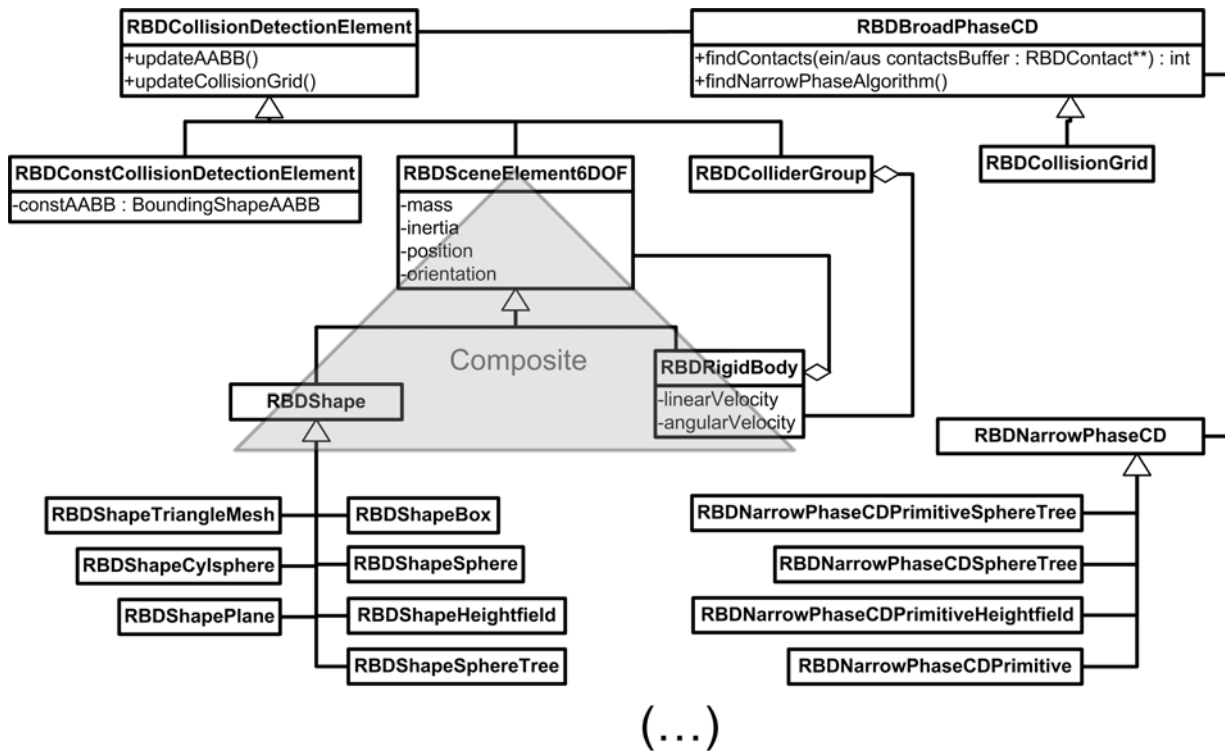 RBDCollisionDetectionElement
+updateAABB()
+updateCollisionGrid()
RBDBroadPhaseCD
+findContacts(ein/aus contactsBuffer : RBDContact**) : int
+findNarrowPhaseAlgorithm()
RBDConstCollisionDetectionElement
-constAABB : BoundingShapeAABB
RBDSceneElement6DOF
-mass
-inertia
-position
-orientation
RBDColliderGroup
RBDCollisionGrid
Composite
RBDShape
RBDRigidBody
-linearVelocity
-angularVelocity
RBDNarrowPhaseCD
RBDShapeTriangleMesh
RBDShapeBox
RBDShapeCylsphere
RBDShapeSphere
RBDShapePlane
RBDShapeHeightfield
RBDShapeSphereTree
RBDNarrowPhaseCDPrimitiveSphereTree
RBDNarrowPhaseCDSphereTree
RBDNarrowPhaseCDPrimitiveHeightfield
RBDNarrowPhaseCDPrimitive
(...)